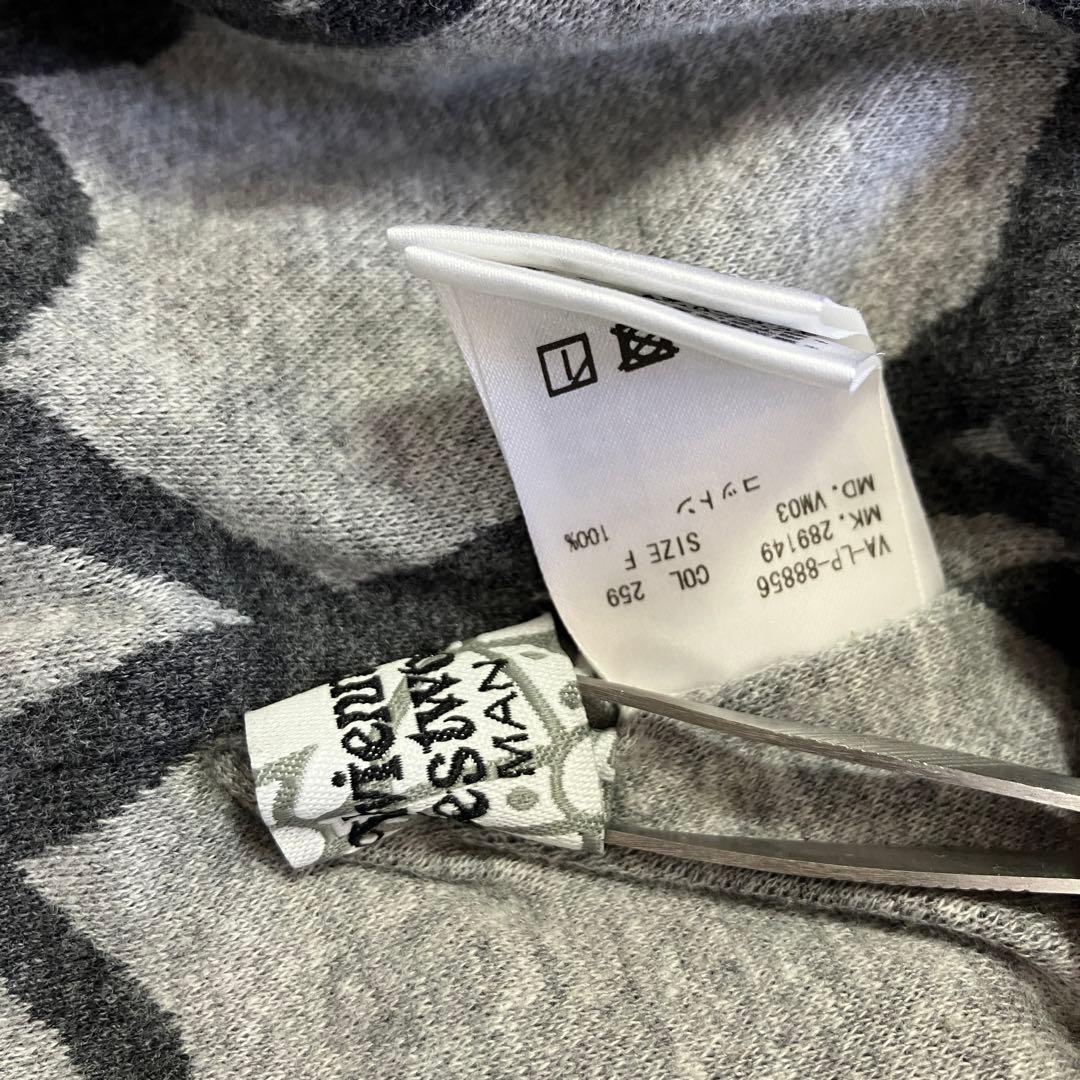 VA-LP-88856
MK. 289149
MD. VM03
COL 259
SIZE F
コットン 100%
MAN